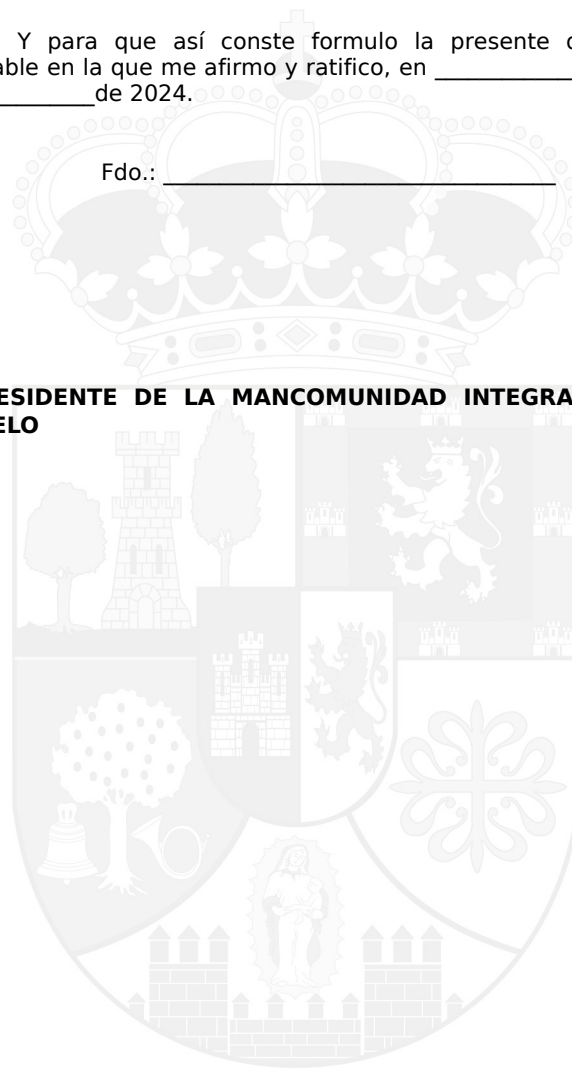 Y para que así conste formulo la presente
able en la que me afirmo y ratifico, en ____________
_________de 2024.
Fdo.: ___________________________________
ESIDENTE DE LA MANCOMUNIDAD INTEGRA
ELO